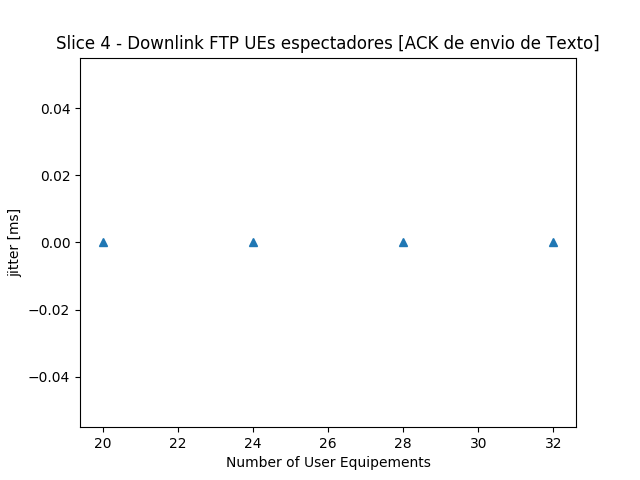 Slice 4 - Downlink FTP UEs espectadores [ACK de envio de Texto]
jitter [ms]
0.04
0.02
0.00
−0.02
−0.04
20 22 24 26 28 30 32
Number of User Equipements